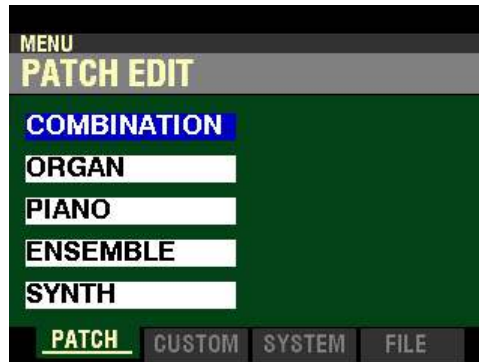 MENU
PATCH EDIT
COMBINATION
ORGAN
PIANO
ENSEMBLE
SYNTH
PATCH CUSTOM SYSTEM FILE